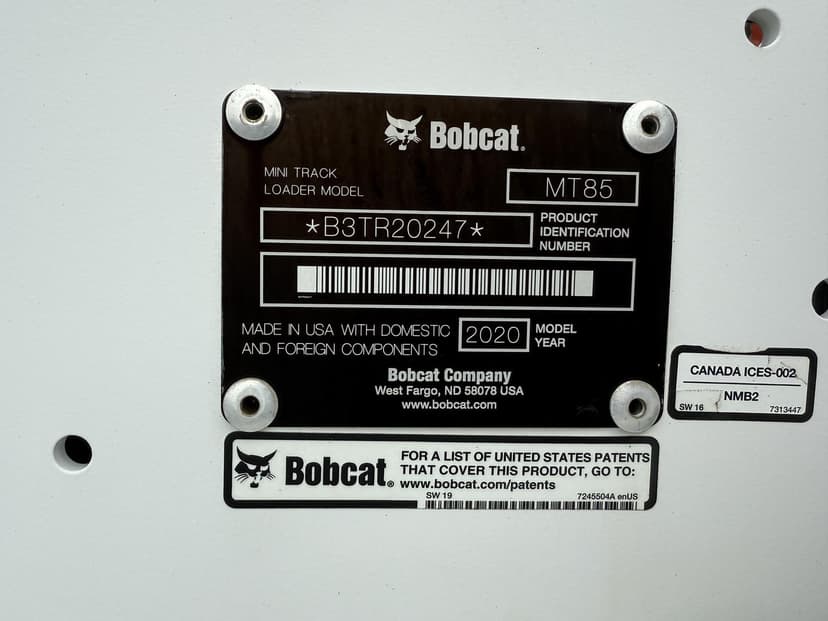 Bobcat®
MINI TRACK
LOADER MODEL
MT85
*B3TR20247*
PRODUCT
IDENTIFICATION
NUMBER
MADE IN USA WITH DOMESTIC
AND FOREIGN COMPONENTS
2020
MODEL
YEAR
Bobcat Company
West Fargo, ND 58078 USA
www.bobcat.com
CANADA ICES-002
NMB2
SW 16
7313447
Bobcat®
FOR A LIST OF UNITED STATES PATENTS
THAT COVER THIS PRODUCT, GO TO:
www.bobcat.com/patents
SW 19
7245504A enUS